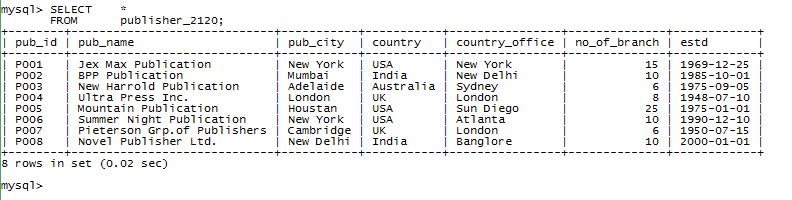 mysql> SELECT    *
       FROM      publisher_2120;
+--------+--------------------------+-----------+-----------+----------------+--------------+------------+
| pub_id | pub_name                 | pub_city  | country   | country_office | no_of_branch | estd       |
+--------+--------------------------+-----------+-----------+----------------+--------------+------------+
| P001   | Jex Max Publication      | New York  | USA       | New York       |           15 | 1969-12-25 |
| P002   | BPP Publication          | Mumbai    | India     | New Delhi      |           10 | 1985-10-01 |
| P003   | New Harrold Publication  | Adelaide  | Australia | Sydney         |            6 | 1975-09-05 |
| P004   | Ultra Press Inc.         | London    | UK        | London         |            8 | 1948-07-10 |
| P005   | Mountain Publication     | Houstan   | USA       | Sun Diego      |           25 | 1975-01-01 |
| P006   | Summer Night Publication | New York  | USA       | Atlanta        |           10 | 1990-12-10 |
| P007   | Pieterson Grp.of Publishers | Cambridge | UK        | London         |            6 | 1950-07-15 |
| P008   | Novel Publisher Ltd.     | New Delhi | India     | Banglore       |           10 | 2000-01-01 |
+--------+--------------------------+-----------+-----------+----------------+--------------+------------+
8 rows in set (0.02 sec)
mysql>